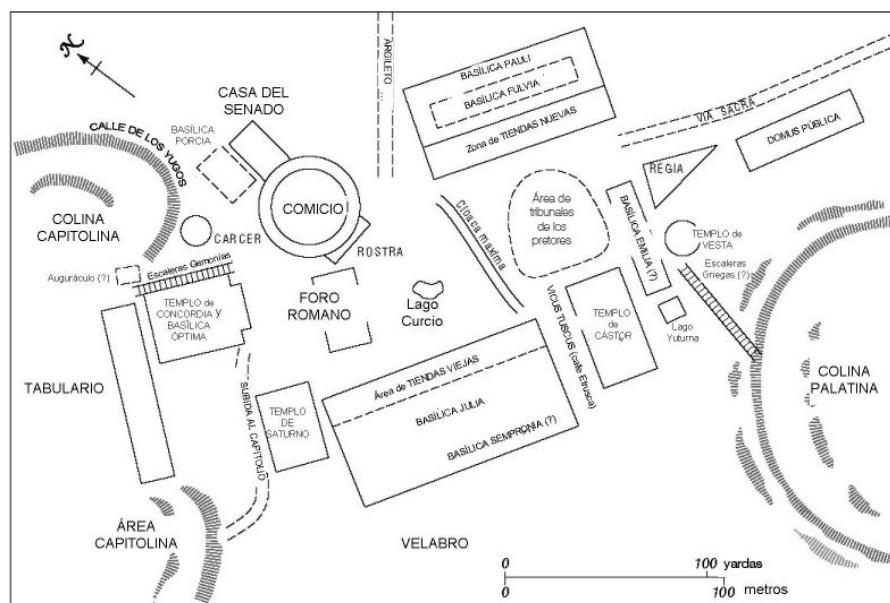 N
CASA DEL
SENADO
BASÍLICA
PORCIA
CALLE DE LOS YUGOS
COLINA
CAPITOLINA
CARCER
COMICIO
ROSTRA
ARGILETO
BASÍLICA PAULI
BASÍLICA FULVIA
Zona de TIENDAS NUEVAS
VIA SACRA
DOMUS PÚBLICA
REGIA
Área de
tribunales
de los
pretores
Cloaca maxima
BASÍLICA EMILIA (?)
TEMPLO de
VESTA
Escaleras
Griegas (?)
Auguráculo (?)
Escaleras Gemonías
TEMPLO de
CONCORDIA y
BASÍLICA
ÓPTIMA
FORO
ROMANO
Lago
Curcio
VICUS TUSCUS (calle Etrusca)
TEMPLO
de
CÁSTOR
Lago
Yuturna
COLINA
PALATINA
TABULARIO
SUBIDA AL CAPITOLIO
TEMPLO
DE
SATURNO
Área de TIENDAS VIEJAS
BASÍLICA JULIA
BASÍLICA SEMPRONIA (?)
ÁREA
CAPITOLINA
VELABRO
0 100 yardas
0 100 metros